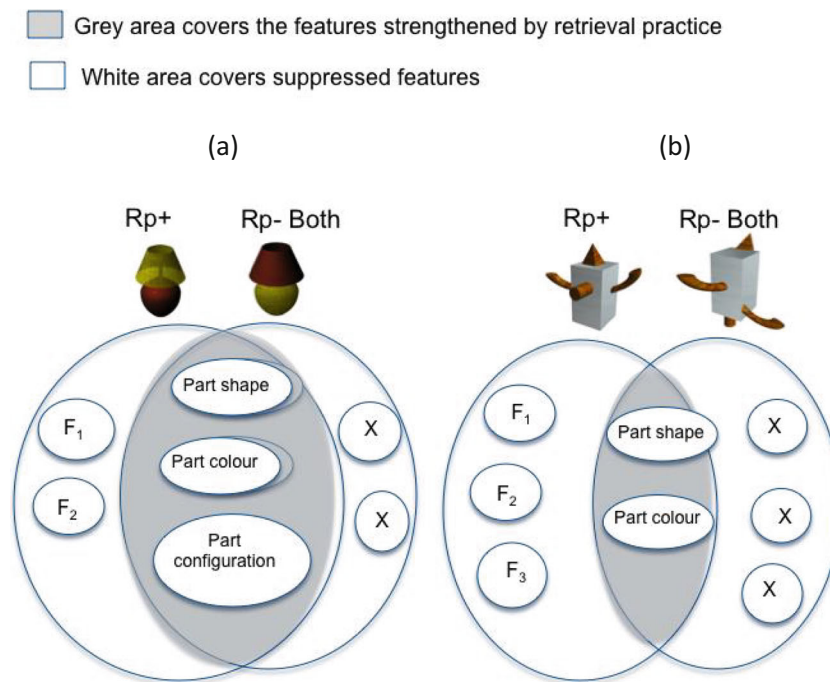 Grey area covers the features strengthened by retrieval practice
White area covers suppressed features
(a)
(b)
Rp+
Rp- Both
Rp+
Rp- Both
Part shape
Part colour
Part
configuration
F₁
F₂
X
X
Part shape
Part colour
F₁
F₂
F₃
X
X
X